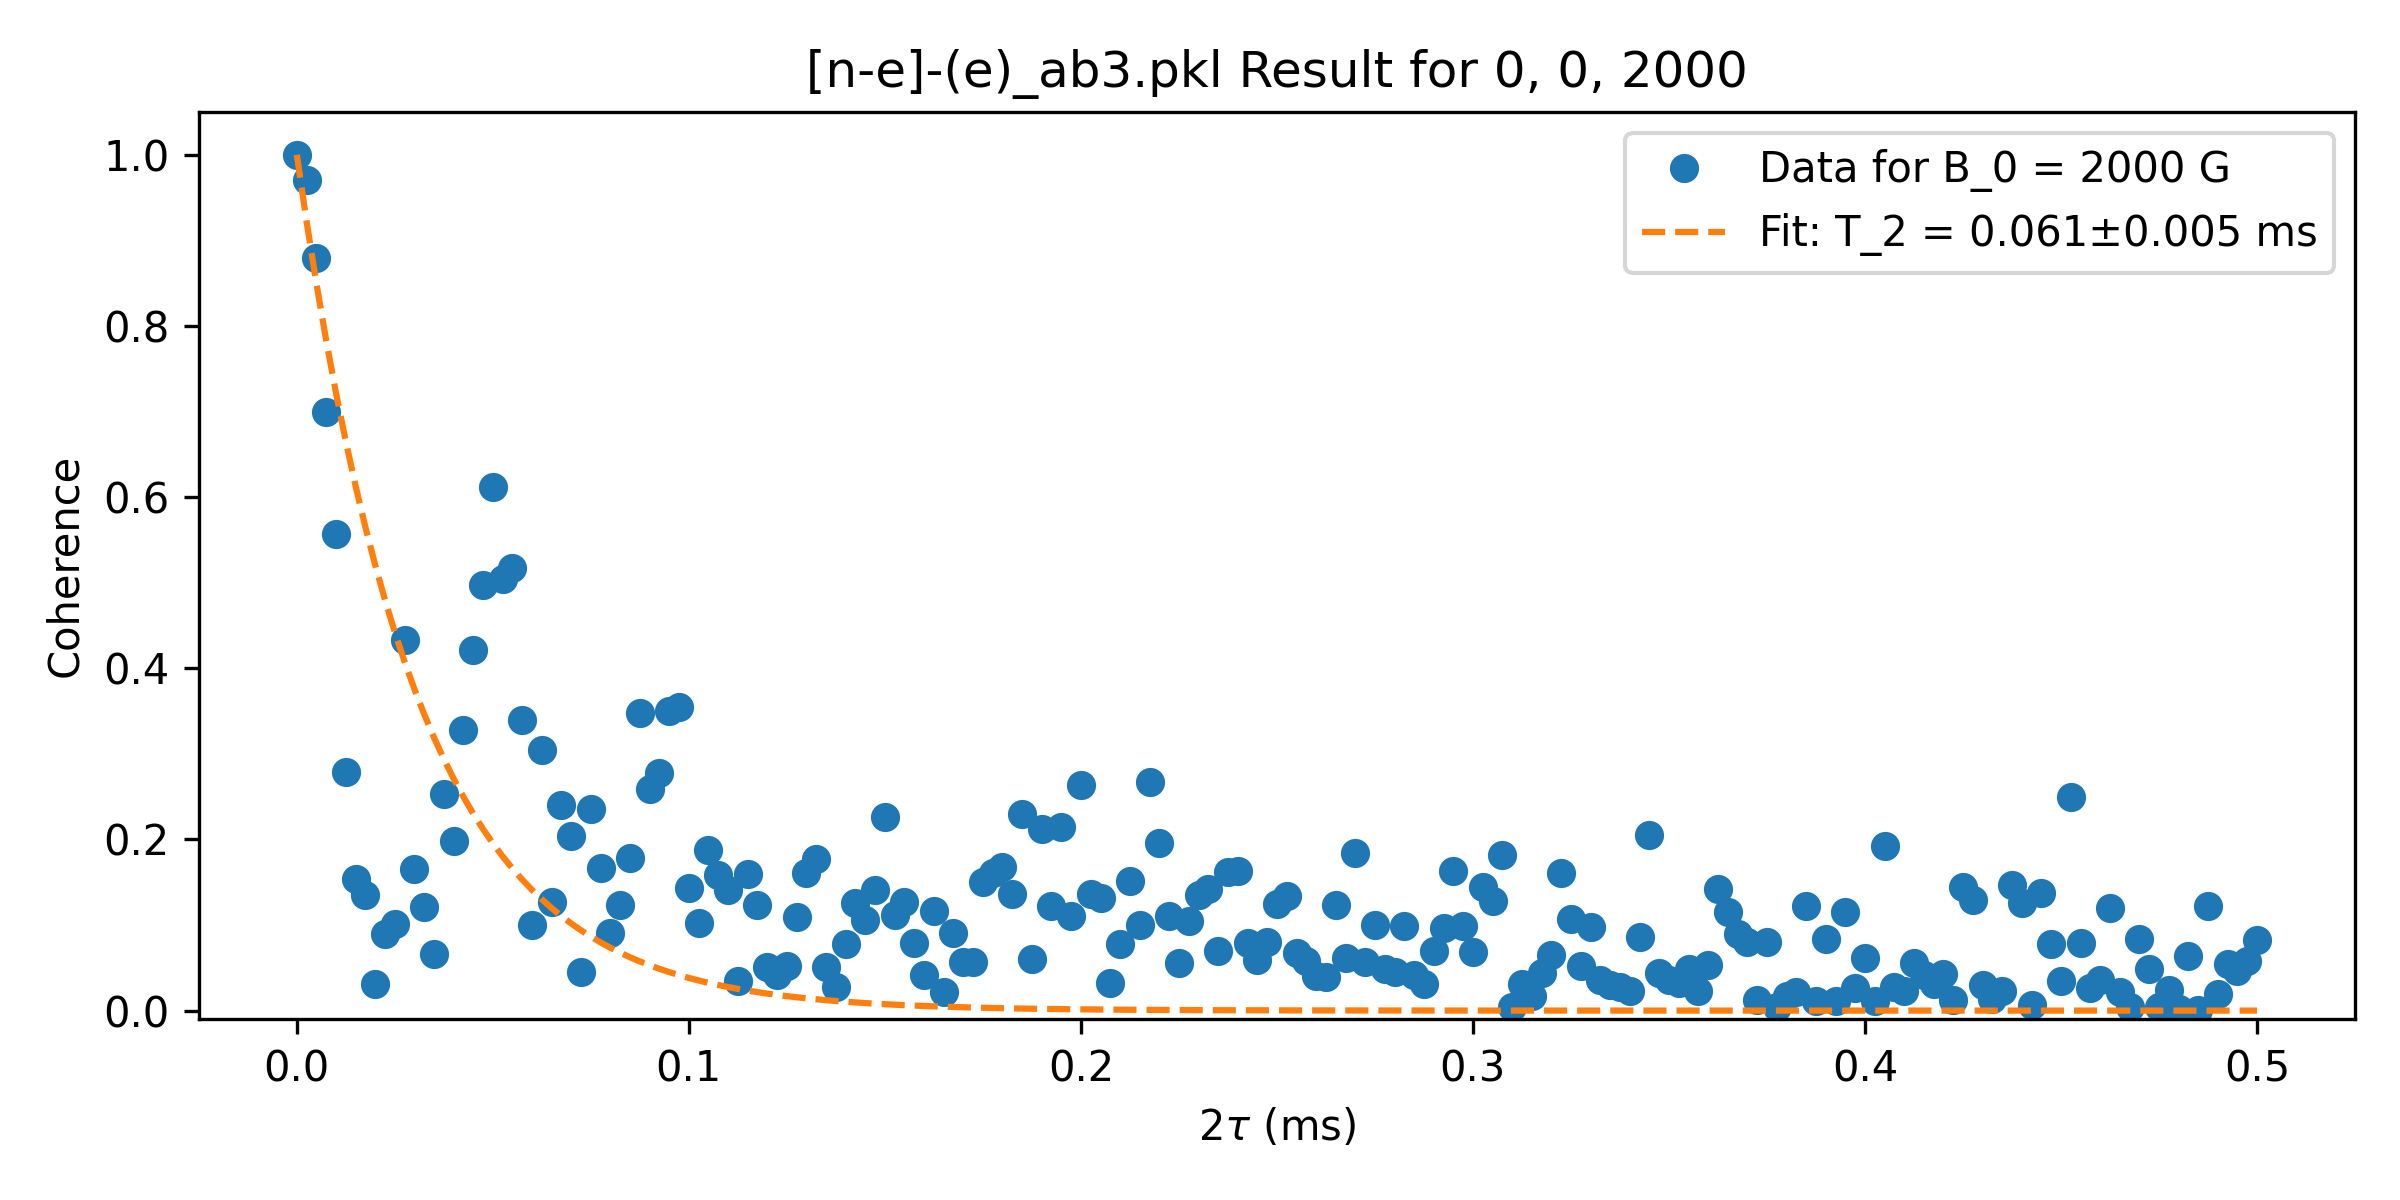 [n-e]-(e)_ab3.pkl Result for 0, 0, 2000
Data for B_0 = 2000 G
Fit: T_2 = 0.061±0.005 ms
Coherence
1.0
0.8
0.6
0.4
0.2
0.0
0.0 0.1 0.2 0.3 0.4 0.5
2τ (ms)